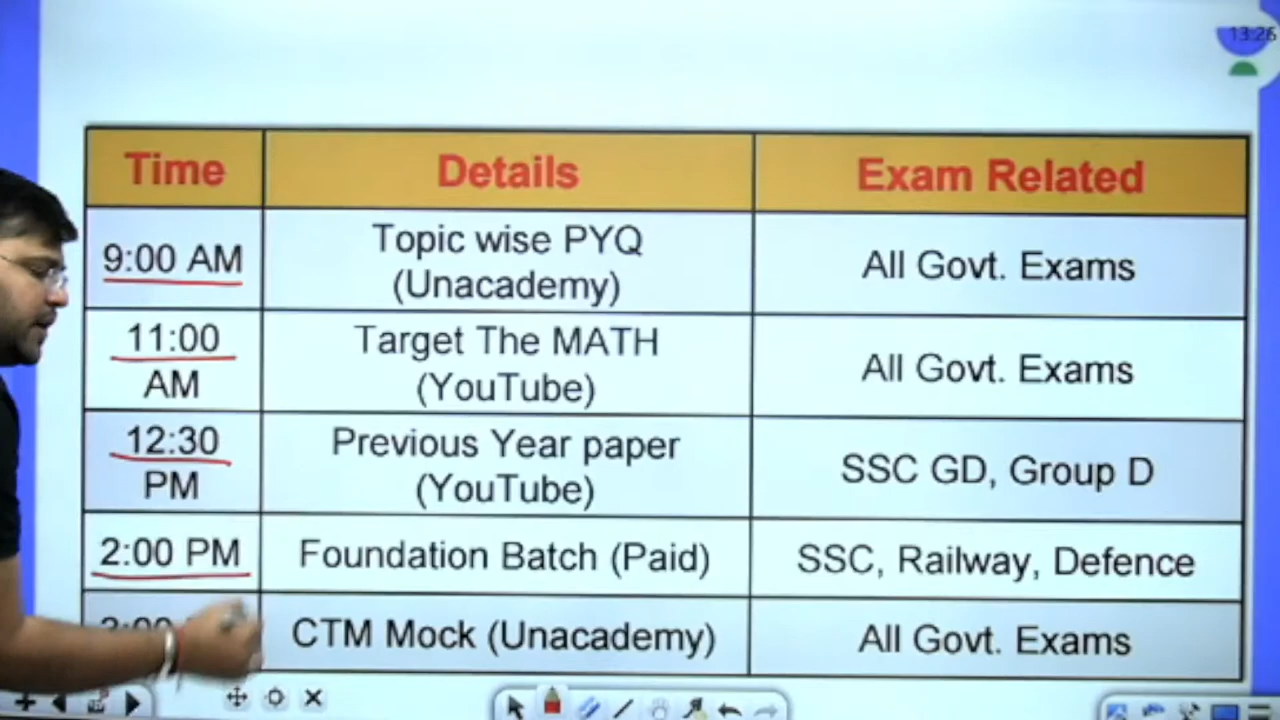 13:26
Time Details Exam Related
9:00 AM Topic wise PYQ (Unacademy) All Govt. Exams
11:00 AM Target The MATH (YouTube) All Govt. Exams
12:30 PM Previous Year paper (YouTube) SSC GD, Group D
2:00 PM Foundation Batch (Paid) SSC, Railway, Defence
CTM Mock (Unacademy) All Govt. Exams